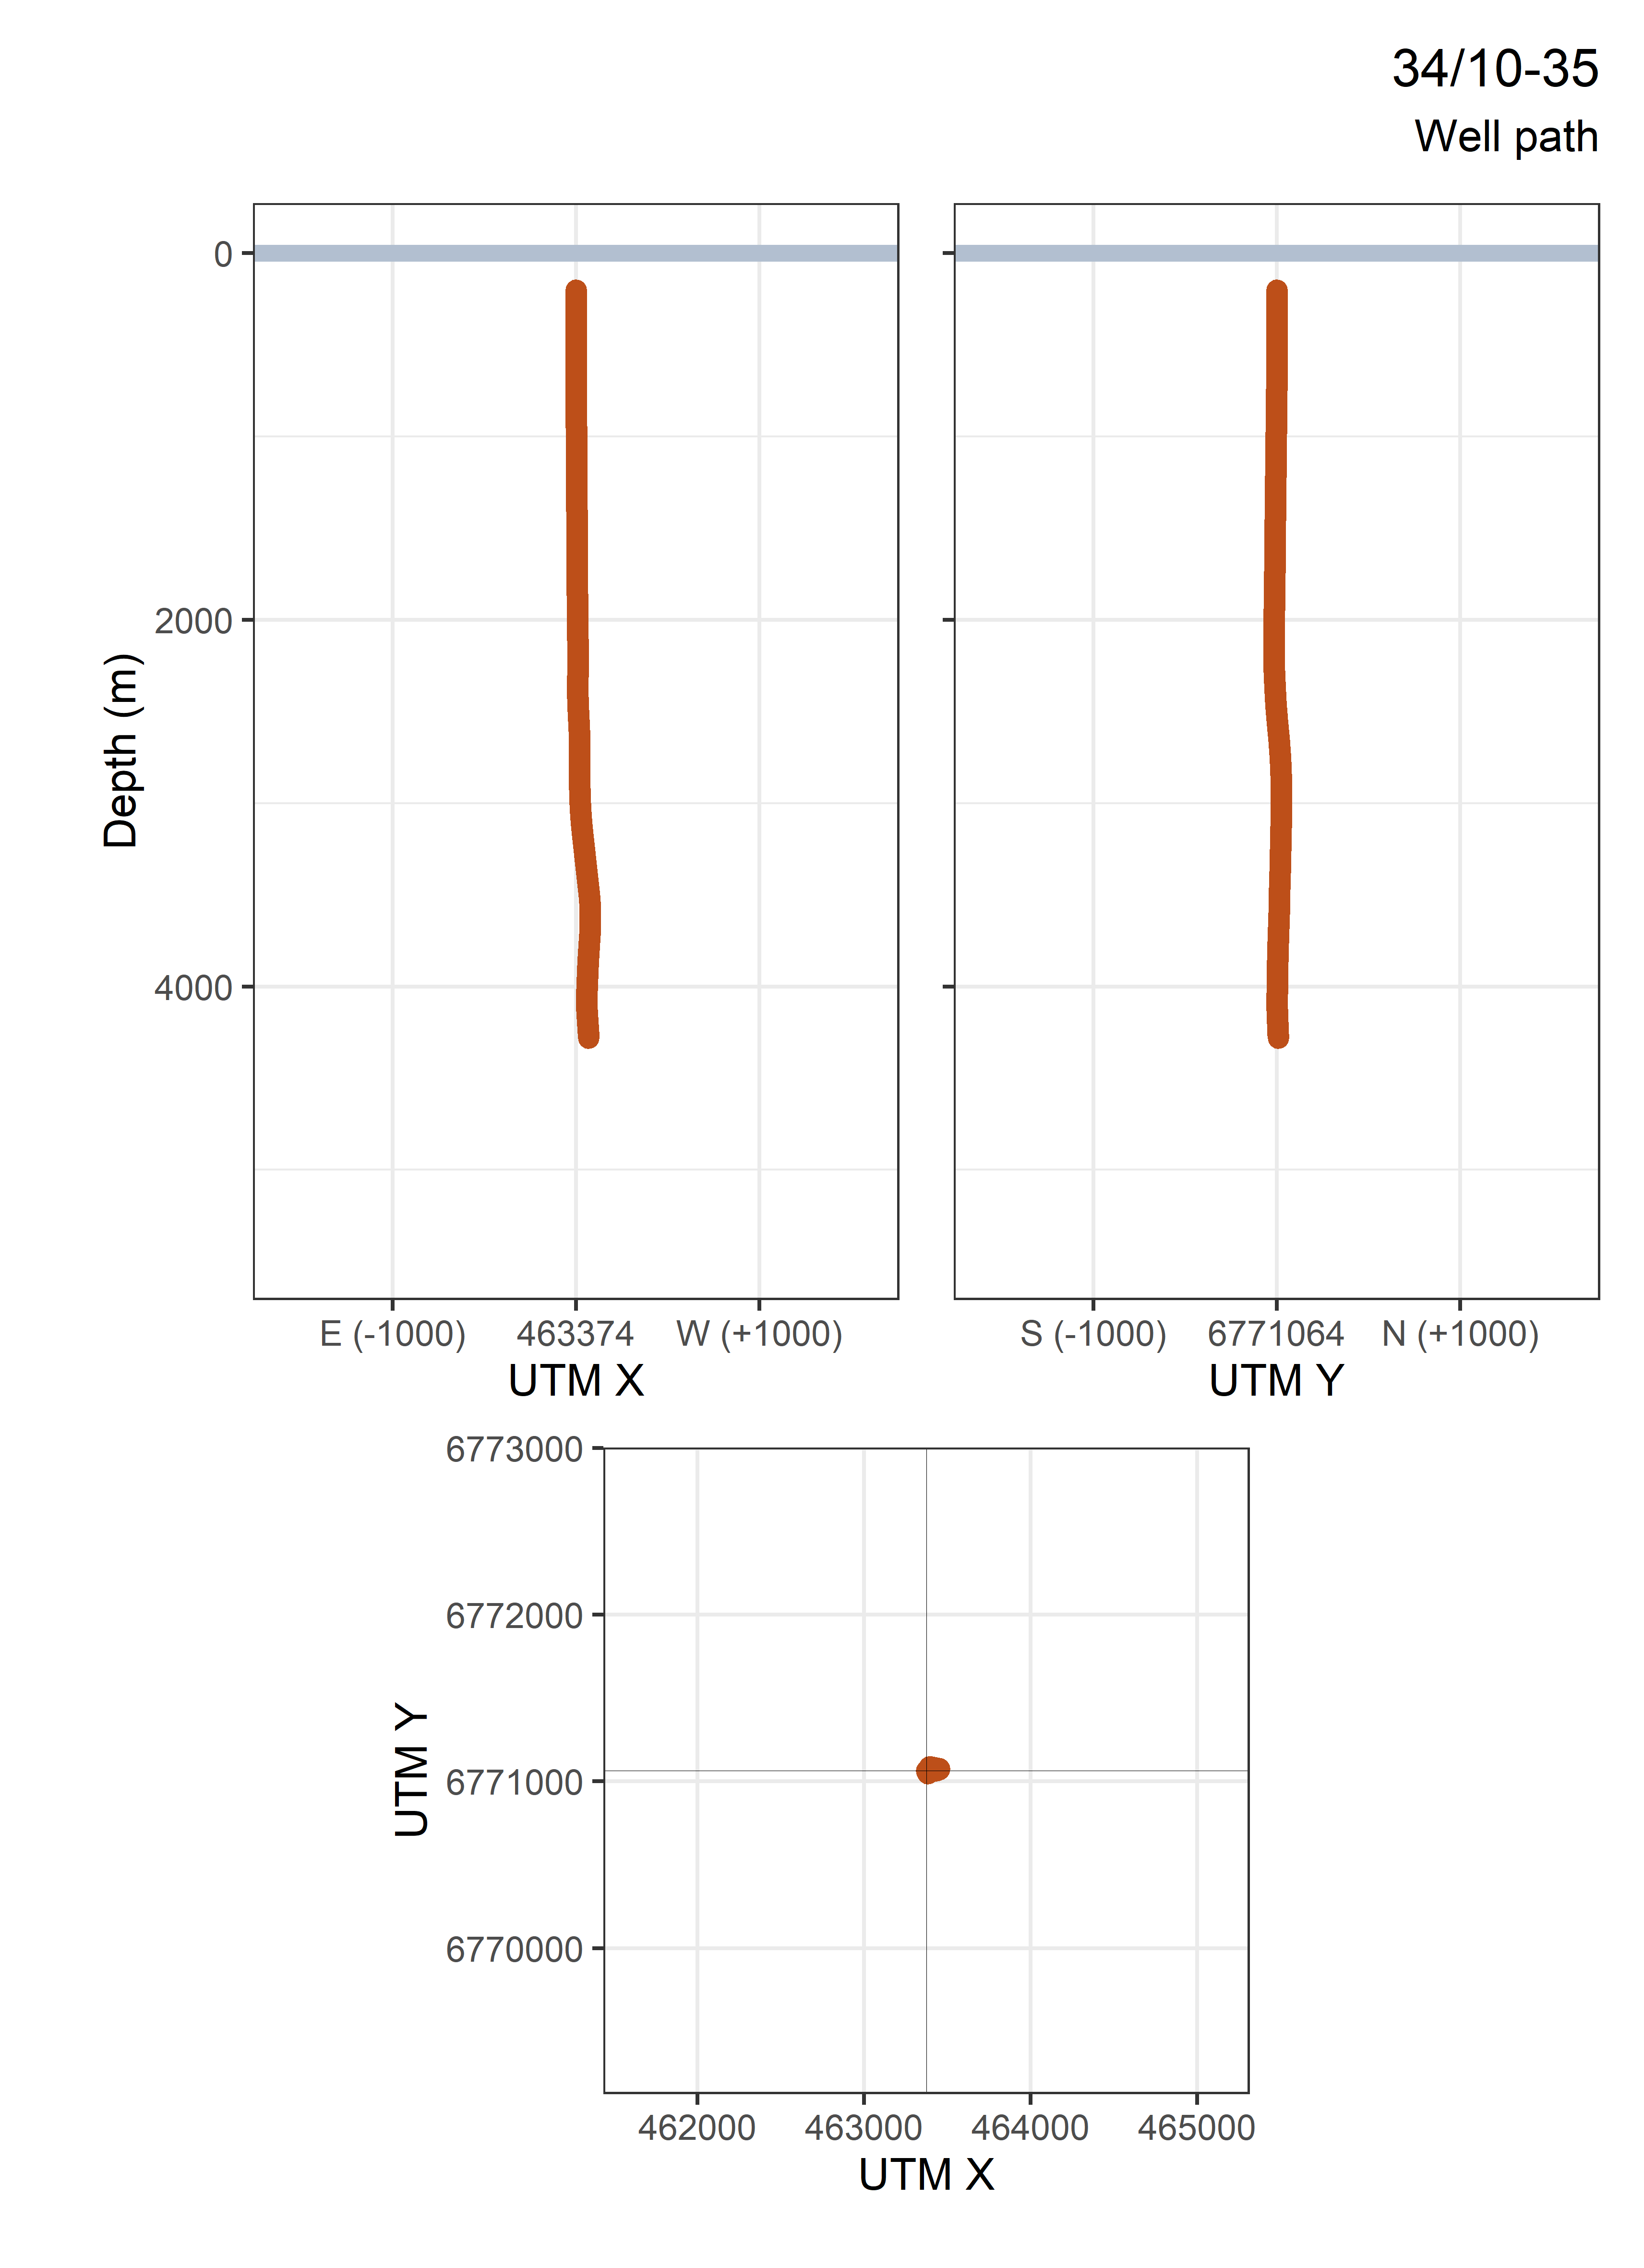 34/10-35
Well path
0
2000
4000
Depth (m)
E (-1000) 463374 W (+1000)
UTM X
S (-1000) 6771064 N (+1000)
UTM Y
6773000
6772000
6771000
6770000
UTM Y
462000 463000 464000 465000
UTM X